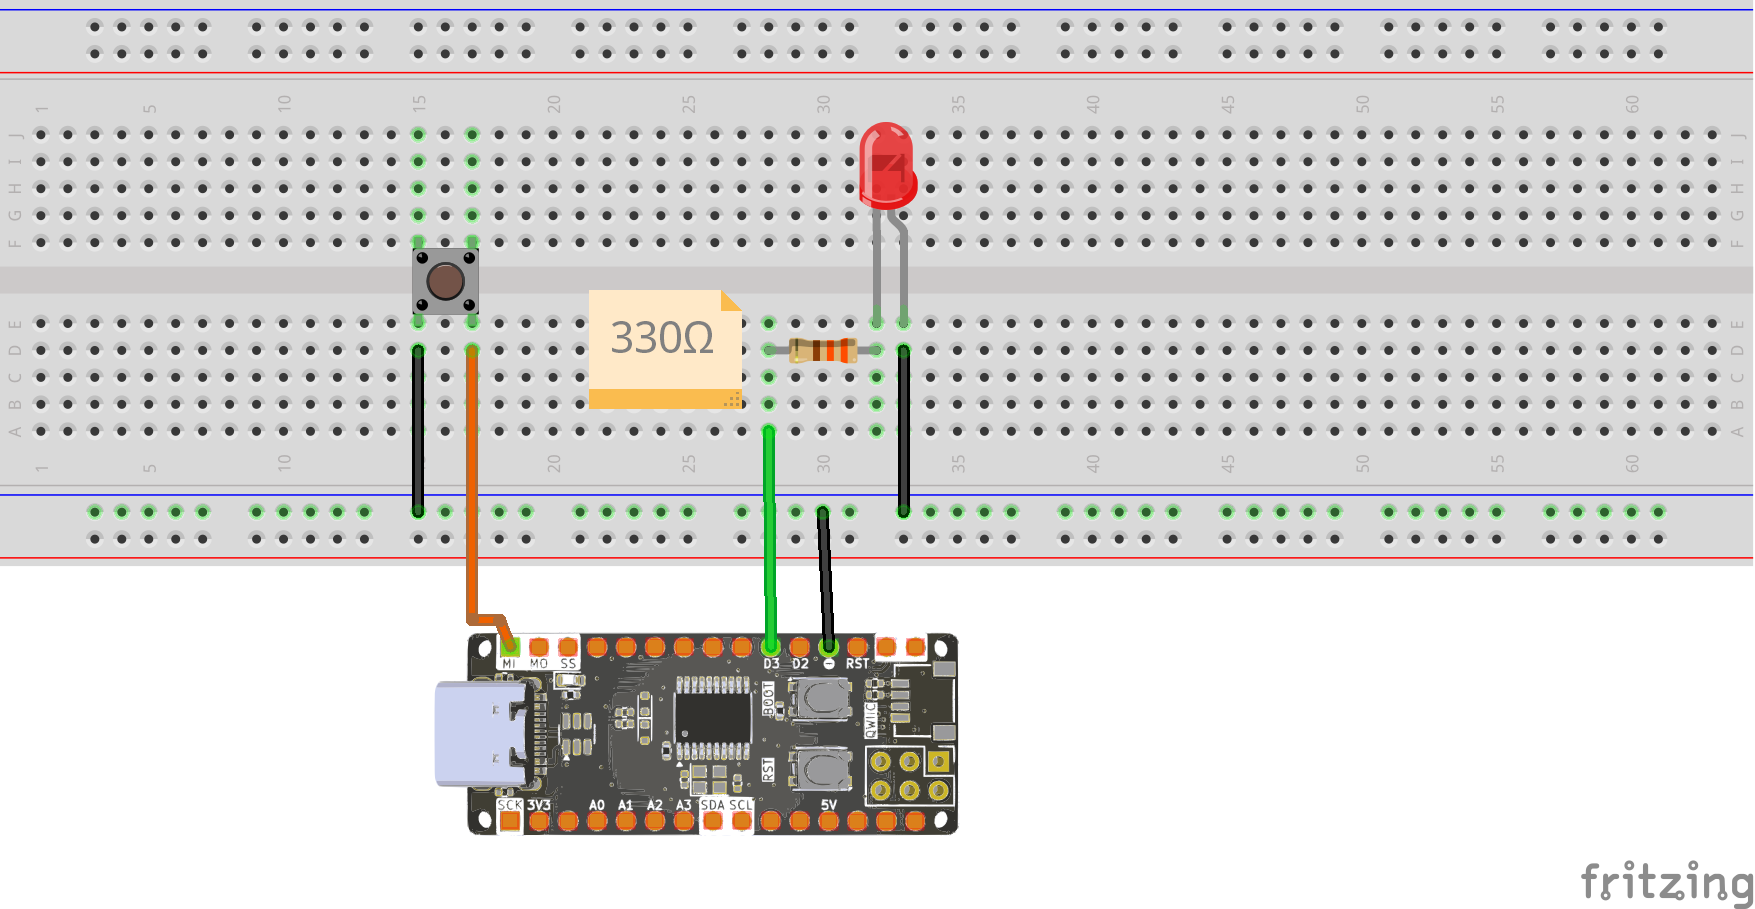 1 5 10 15 20 25 30 35 40 45 50 55 60
J J
I I
H H
G G
F F
E E
330Ω
D D
C C
B B
A A
1 5 10 15 20 25 30 35 40 45 50 55 60
MI MO SS D3 D2 RST
BOOT
QWIIC
RST
SCK 3V3 A0 A1 A2 A3 SDA SCL 5V
fritzing